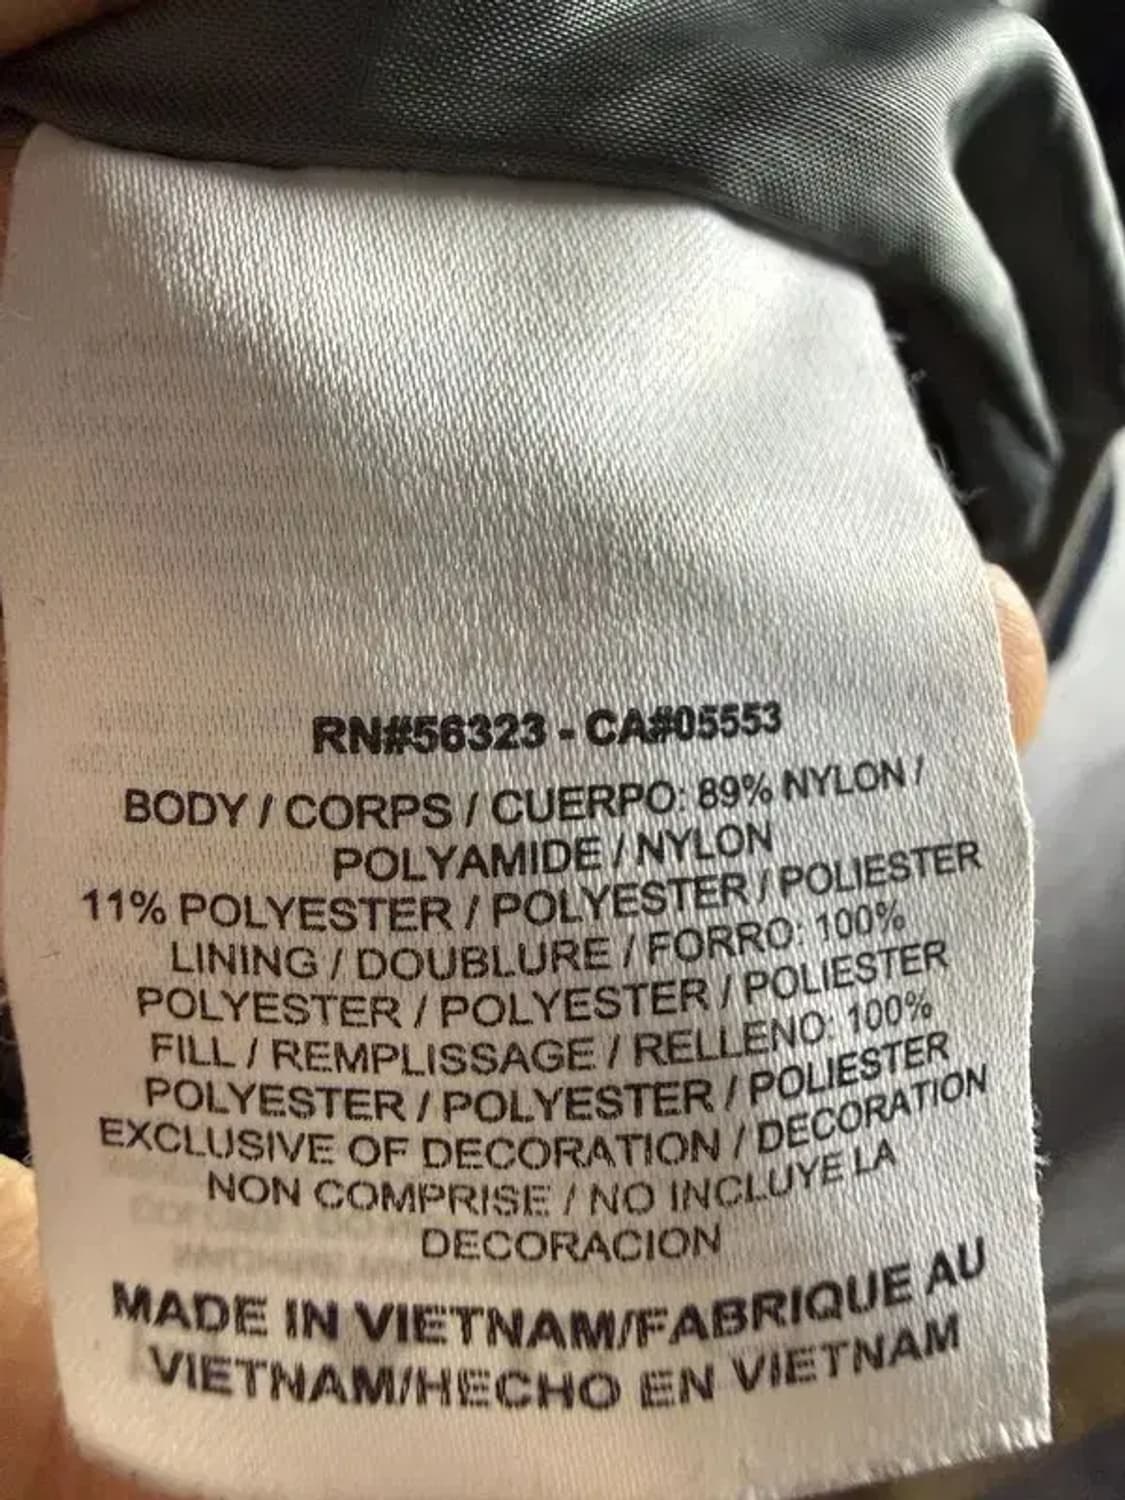 RN#56323 - CA#05553
BODY / CORPS / CUERPO: 89% NYLON /
POLYAMIDE / NYLON
11% POLYESTER / POLYESTER / POLIESTER
LINING / DOUBLURE / FORRO: 100%
POLYESTER / POLYESTER / POLIESTER
FILL / REMPLISSAGE / RELLENO: 100%
POLYESTER / POLYESTER / POLIESTER
EXCLUSIVE OF DECORATION / DECORATION
NON COMPRISE / NO INCLUYE LA
DECORACION
MADE IN VIETNAM/FABRIQUE AU
VIETNAM/HECHO EN VIETNAM